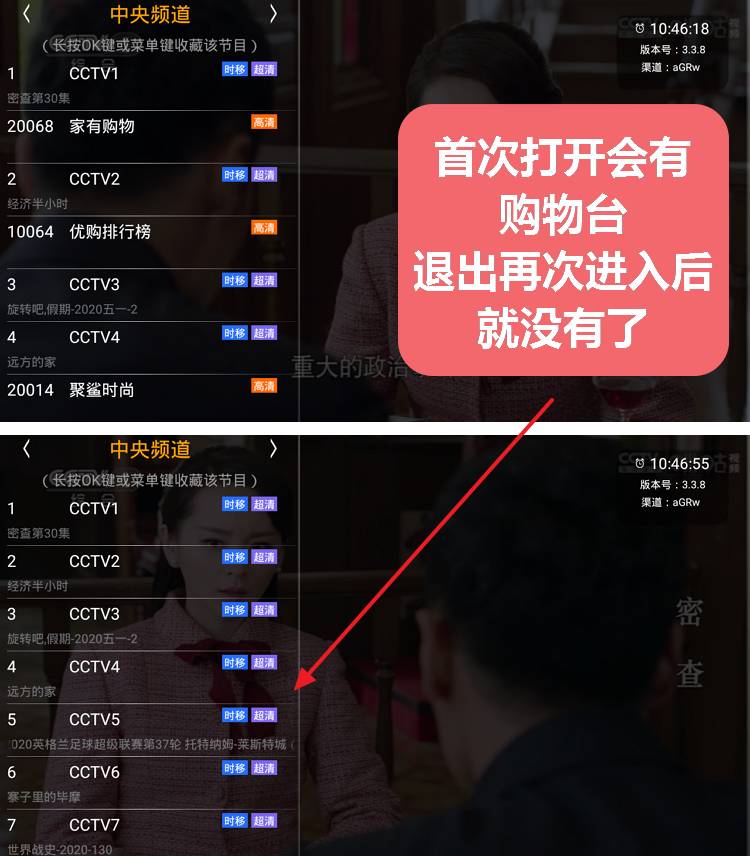 中央频道
(长按OK键或菜单键收藏该节目)
10:46:18
版本号：3.3.8
渠道：aGRw
1 CCTV1 时移 超清
密查第30集
20068 家有购物 高清
2 CCTV2 时移 超清
经济半小时
10064 优购排行榜 高清
3 CCTV3 时移 超清
旋转吧,假期-2020五一-2
4 CCTV4 时移 超清
远方的家
20014 聚鲨时尚 高清
重大的政治
首次打开会有
购物台
退出再次进入后
就没有了
中央频道
(长按OK键或菜单键收藏该节目)
10:46:55
版本号：3.3.8
渠道：aGRw
1 CCTV1 时移 超清
密查第30集
2 CCTV2 时移 超清
经济半小时
3 CCTV3 时移 超清
旋转吧,假期-2020五一-2
4 CCTV4 时移 超清
远方的家
5 CCTV5 时移 超清
020英格兰足球超级联赛第37轮 托特纳姆-莱斯特城 (
6 CCTV6 时移 超清
寨子里的毕摩
7 CCTV7 时移 超清
世界战史-2020-130
密
查